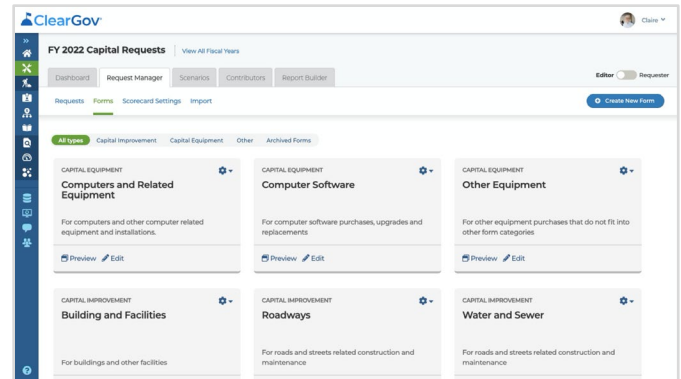 ClearGov
Claire
FY 2022 Capital Requests View All Fiscal Years
Dashboard Request Manager Scenarios Contributors Report Builder Editor Requester
Requests Forms Scorecard Settings Import Create New Form
All types Capital Improvement Capital Equipment Other Archived Forms
CAPITAL EQUIPMENT
Computers and Related
Equipment
For computers and other computer related
equipment and installations.
Preview Edit
CAPITAL EQUIPMENT
Computer Software
For computer software purchases, upgrades and
replacements
Preview Edit
CAPITAL EQUIPMENT
Other Equipment
For other equipment purchases that do not fit into
other form categories
Preview Edit
CAPITAL IMPROVEMENT
Building and Facilities
For buildings and other facilities
CAPITAL IMPROVEMENT
Roadways
For roads and streets related construction and
maintenance
CAPITAL IMPROVEMENT
Water and Sewer
For roads and streets related construction and
maintenance